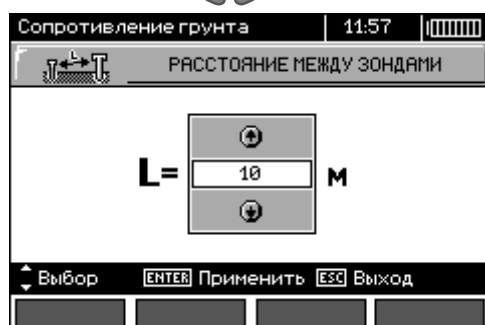 Сопротивление грунта 11:57
РАССТОЯНИЕ МЕЖДУ ЗОНДАМИ
L= 10 м
Выбор ENTER Применить ESC Выход